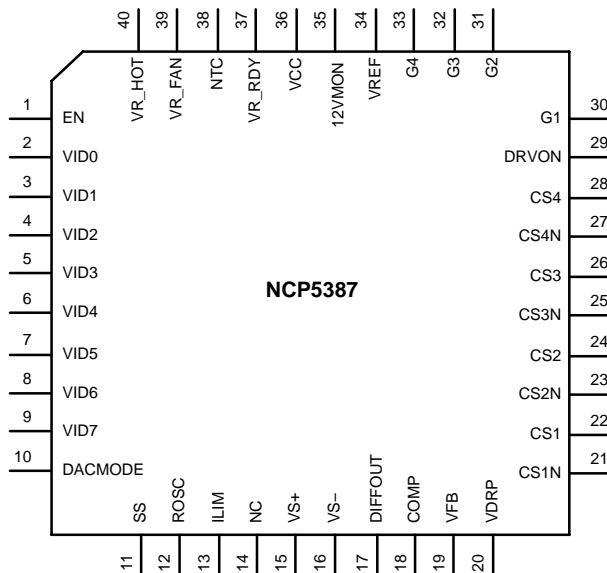 40 39 38 37 36 35 34 33 32 31
VR_HOT VR_FAN NTC VR_RDY VCC 12VMON VREF G4 G3 G2
1 EN
2 VID0
3 VID1
4 VID2
5 VID3
6 VID4
7 VID5
8 VID6
9 VID7
10 DACMODE
NCP5387
G1 30
DRVON 29
CS4 28
CS4N 27
CS3 26
CS3N 25
CS2 24
CS2N 23
CS1 22
CS1N 21
SS ROSC ILIM NC VS+ VS− DIFFOUT COMP VFB VDRP
11 12 13 14 15 16 17 18 19 20